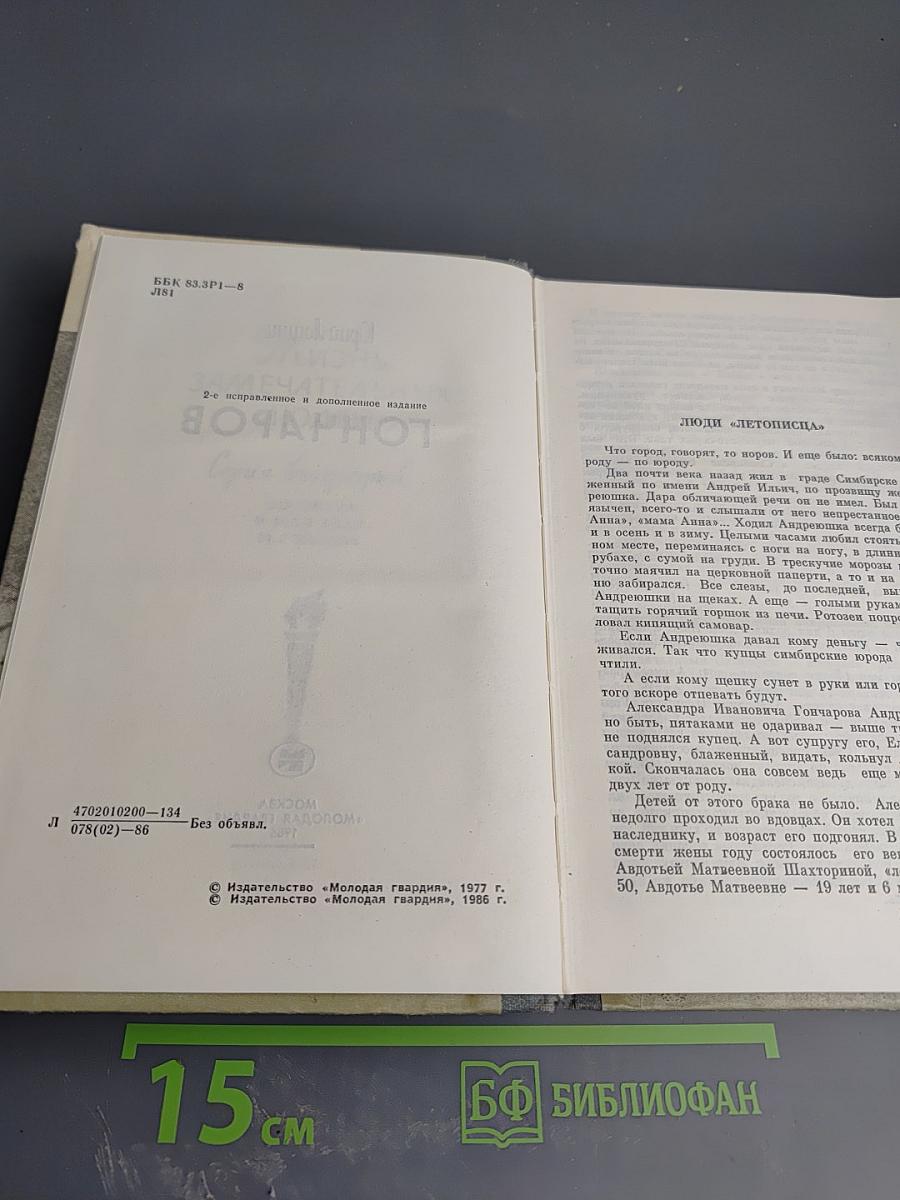 ББК 83.3Р1—8
Л81
2-е исправленное и дополненное издание
ГОНЧАРОВ
МОСКВА
«МОЛОДАЯ ГВАРДИЯ»
1986
Л 4702010200—134
078(02)—86 Без объявл.
© Издательство «Молодая гвардия», 1977 г.
© Издательство «Молодая гвардия», 1986 г.
ЛЮДИ «ЛЕТОПИСЦА»
Что город, говорят, то норов. И еще было: всяком
роду — по юроду.
Два почти века назад жил в граде Симбирске
женный по имени Андрей Ильич, по прозвищу же
реюшка. Дара обличающей речи он не имел. Был
язычен, всего-то и слышали от него непрестанное
Анна», «мама Анна»... Ходил Андреюшка всегда б
и в осень и в зиму. Целыми часами любил стоять
ном месте, переминаясь с ноги на ногу, в длинн
рубахе, с сумой на груди. В трескучие морозы
точно маячил на церковной паперти, а то и на
ню забирался. Все слезы, до последней, вы
Андреюшки на щеках. А еще — голыми рукам
тащить горячий горшок из печи. Ротозеи попро
ловал кипящий самовар.
Если Андреюшка давал кому деньгу —
живался. Так что купцы симбирские юрода
чтили.
А если кому щепку сунет в руки или гор
того вскоре отпевать будут.
Александра Ивановича Гончарова Андр
но быть, пятаками не одаривал — выше т
не поднялся купец. А вот супругу его, Ел
сандровну, блаженный, видать, кольнул
кой. Скончалась она совсем ведь еще м
двух лет от роду.
Детей от этого брака не было. Але
недолго проходил во вдовцах. Он хотел
наследнику, и возраст его подгонял. В
смерти жены году состоялось его вен
Авдотьей Матвеевной Шахториной, «л
50, Авдотье Матвеевне — 19 лет и 6 м
15 см
БФ БИБЛИОФАН